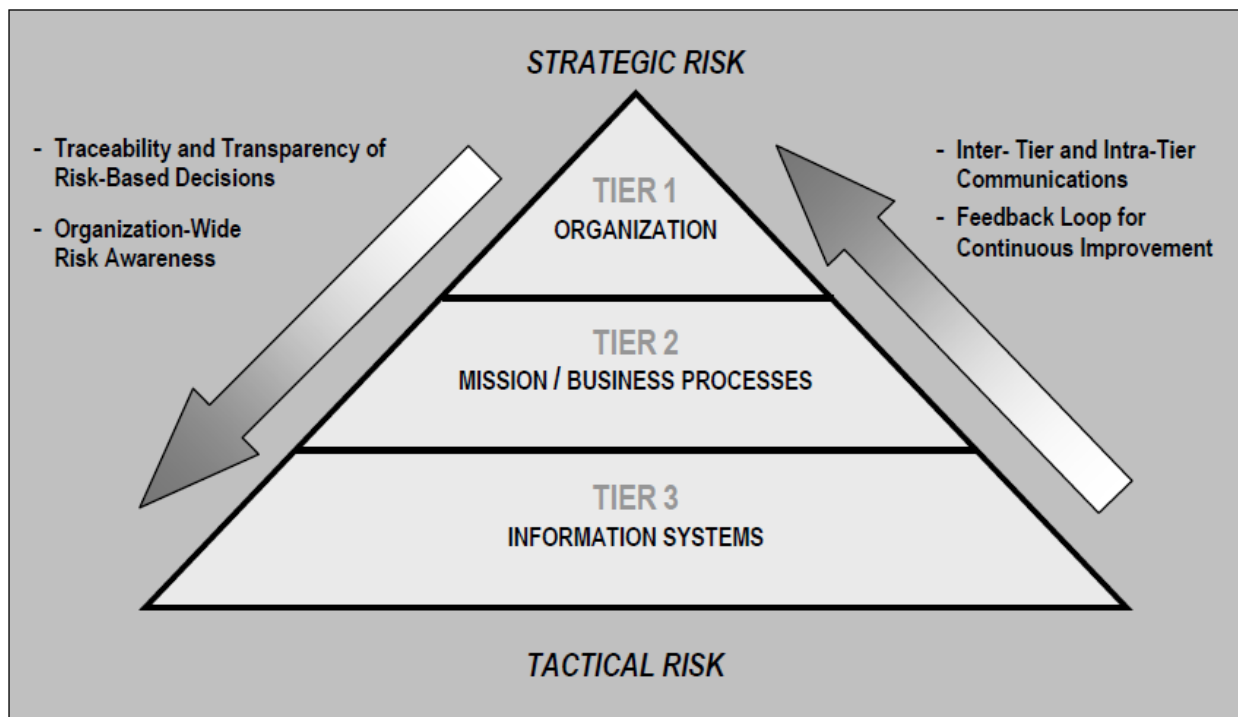 STRATEGIC RISK
- Traceability and Transparency of
Risk-Based Decisions
- Organization-Wide
Risk Awareness
- Inter- Tier and Intra-Tier
Communications
- Feedback Loop for
Continuous Improvement
TIER 1
ORGANIZATION
TIER 2
MISSION / BUSINESS PROCESSES
TIER 3
INFORMATION SYSTEMS
TACTICAL RISK